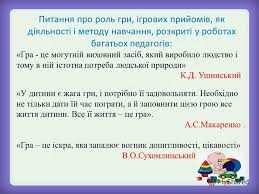 Питання про роль гри, ігрових прийомів, як
діяльності і методу навчання, розкриті у роботах
багатьох педагогів:
«Гра - це могутній виховний засіб, який виробило людство і
тому в ній істотна потреба людської природи»
К.Д. Ушинський
«У дитини є жага гри, і потрібно її задовольняти. Необхідно
не тільки дати їй час пограти, а й заповнити цією грою все
життя дитини. Все її життя – це гра».
А.С.Макаренко .
«Гра – це іскра, яка запалює вогник допитливості, цікавості»
В.О.Сухомлинський